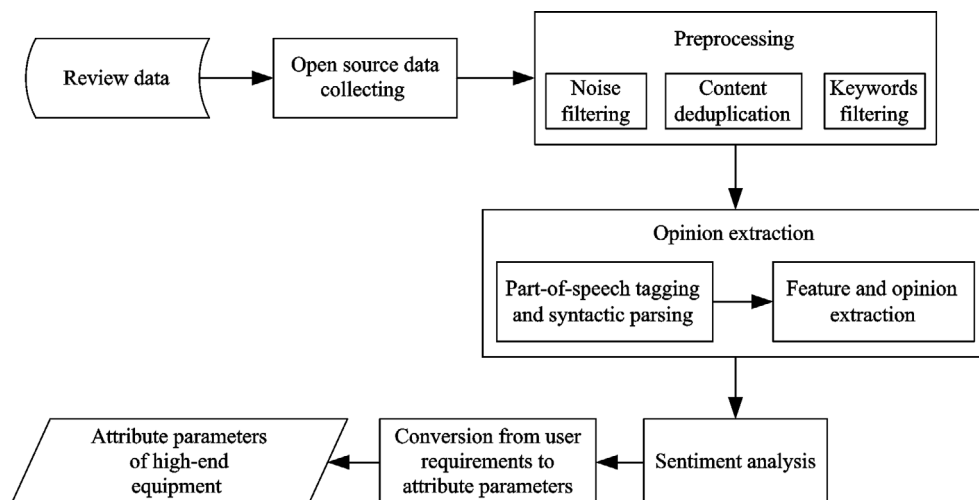 Review data
Open source data
collecting
Preprocessing
Noise
filtering
Content
deduplication
Keywords
filtering
Opinion extraction
Part-of-speech tagging
and syntactic parsing
Feature and opinion
extraction
Sentiment analysis
Conversion from user
requirements to
attribute parameters
Attribute parameters
of high-end
equipment